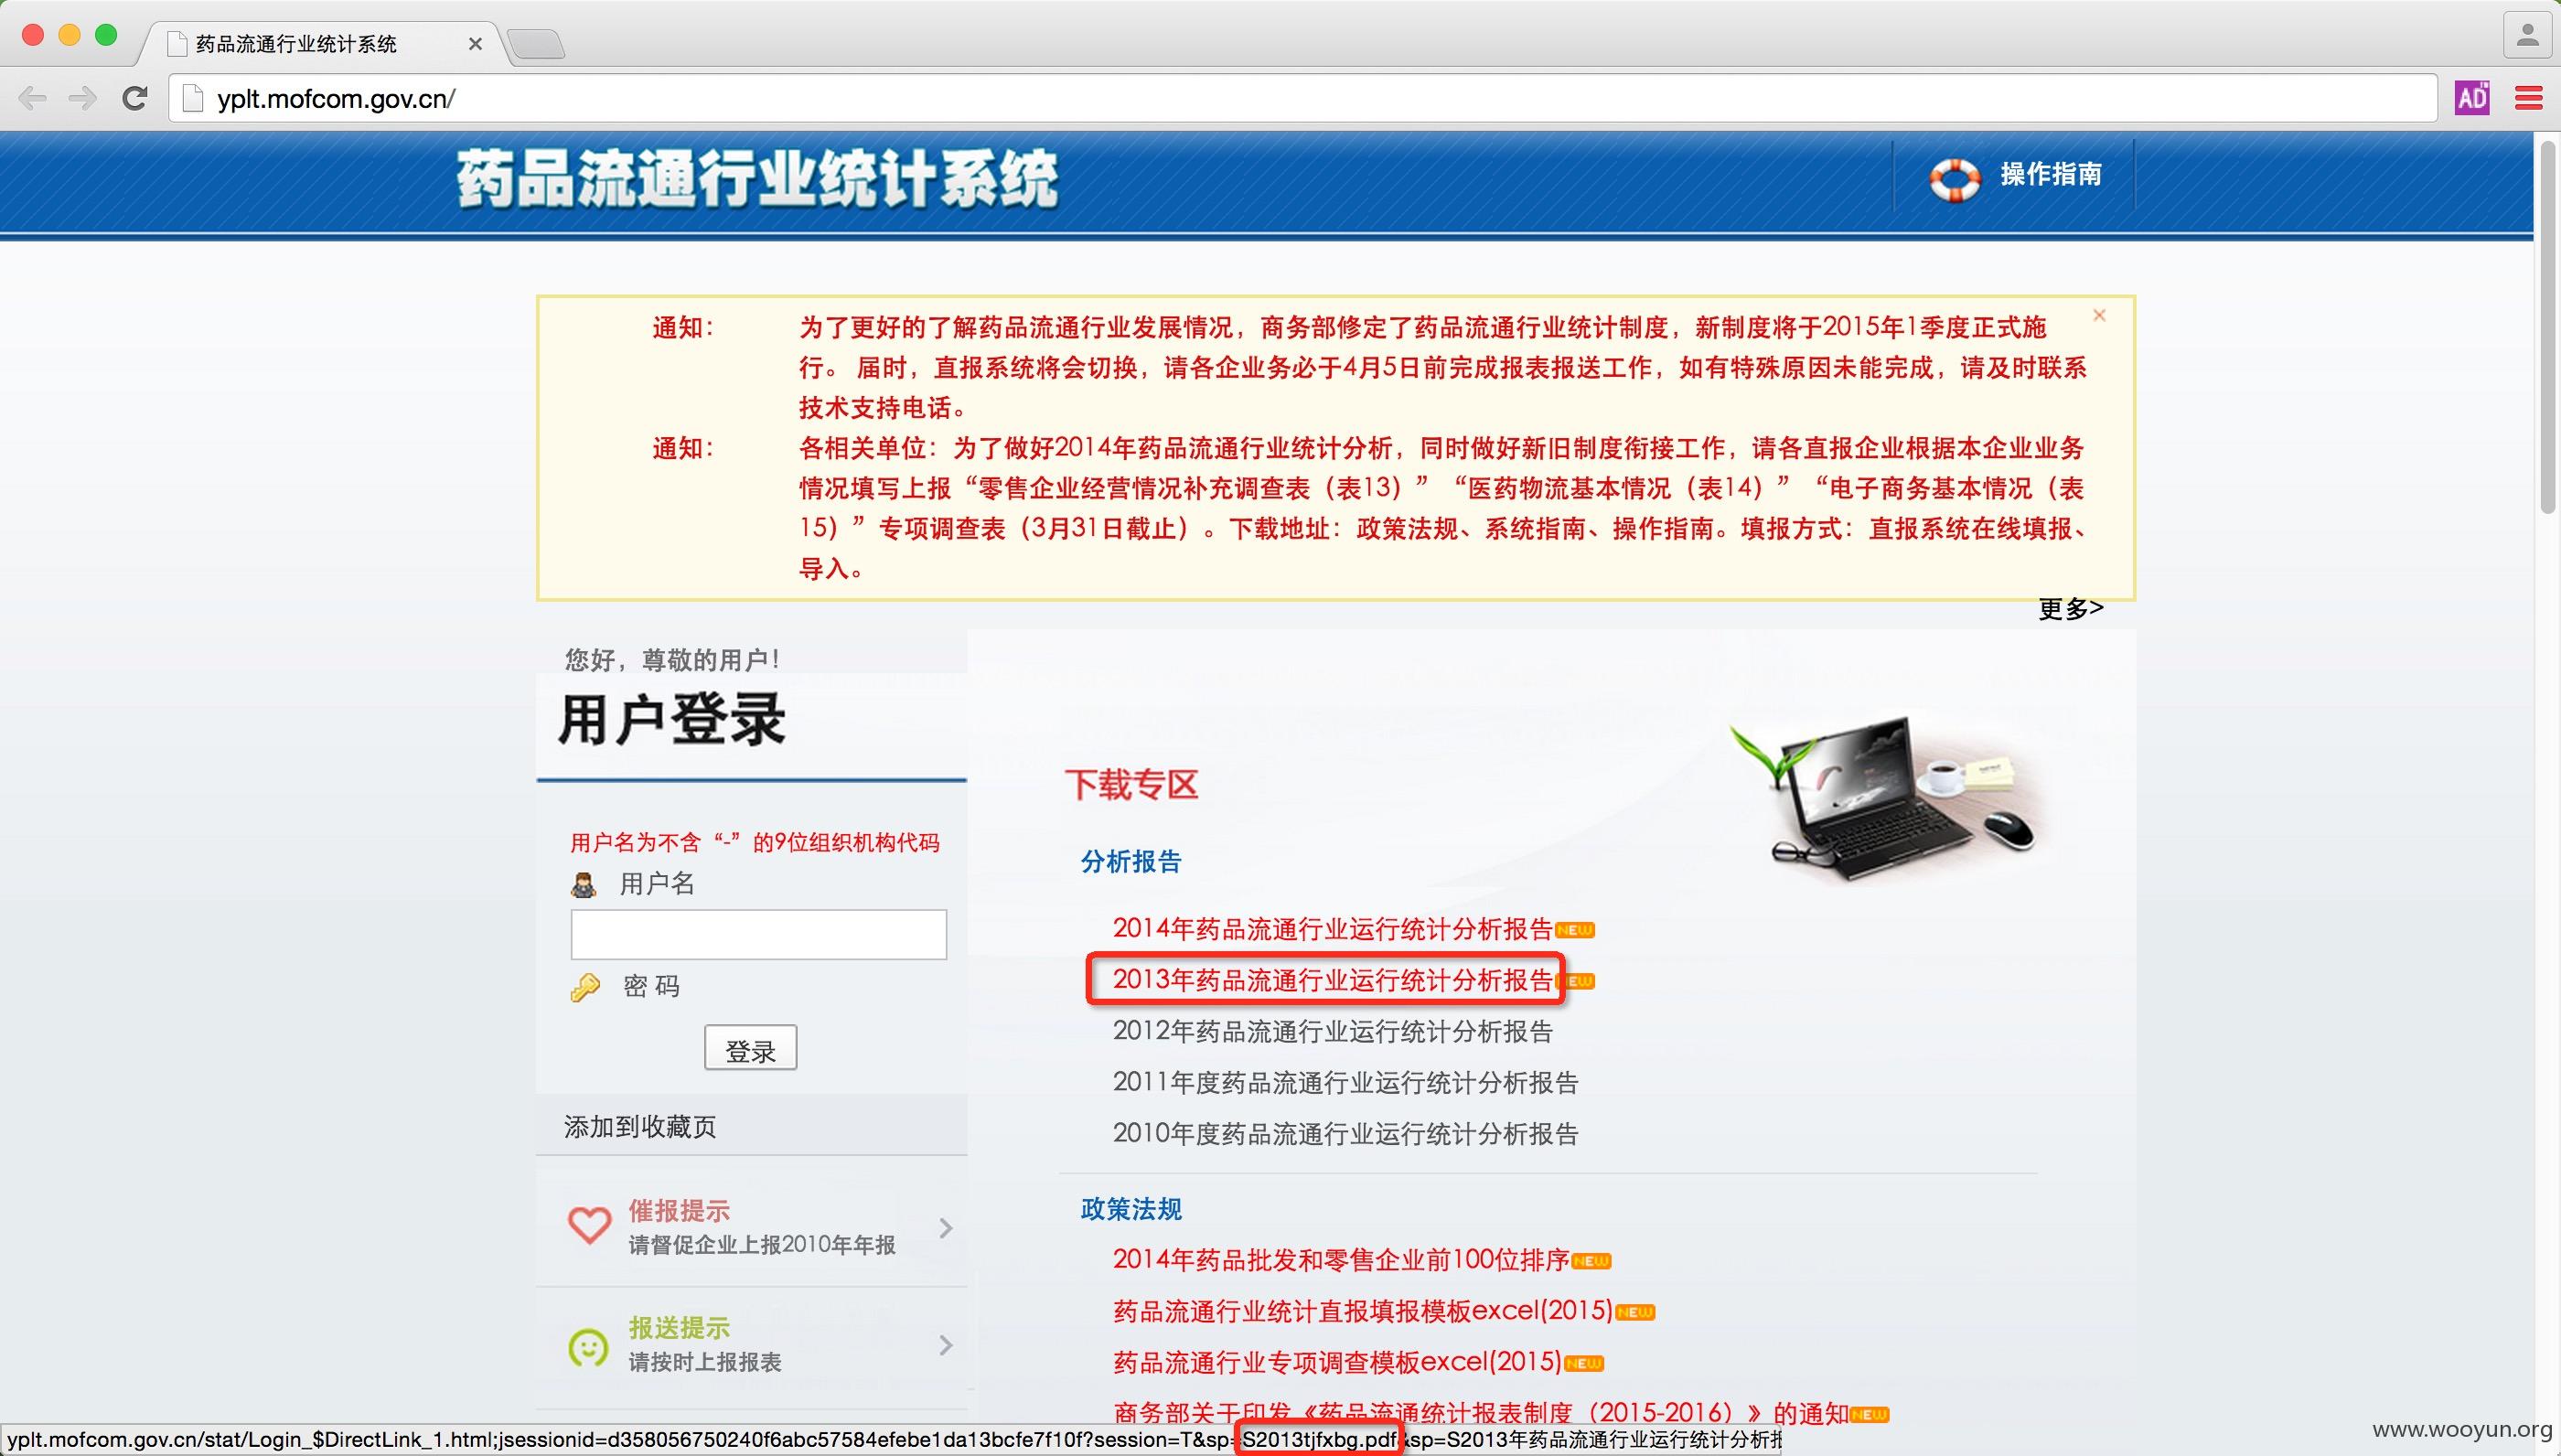 药品流通行业统计系统
yplt.mofcom.gov.cn/
AD
药品流通行业统计系统
操作指南
通知：
为了更好的了解药品流通行业发展情况，商务部修定了药品流通行业统计制度，新制度将于2015年1季度正式施
行。 届时，直报系统将会切换，请各企业务必于4月5日前完成报表报送工作，如有特殊原因未能完成，请及时联系
技术支持电话。
通知：
各相关单位：为了做好2014年药品流通行业统计分析，同时做好新旧制度衔接工作，请各直报企业根据本企业业务
情况填写上报“零售企业经营情况补充调查表（表13）”“医药物流基本情况（表14）”“电子商务基本情况（表
15）”专项调查表（3月31日截止）。下载地址：政策法规、系统指南、操作指南。填报方式：直报系统在线填报、
导入。
更多>
您好，尊敬的用户！
用户登录
用户名为不含“-”的9位组织机构代码
用户名
密 码
登录
添加到收藏页
催报提示
请督促企业上报2010年年报
报送提示
请按时上报报表
下载专区
分析报告
2014年药品流通行业运行统计分析报告NEW
2013年药品流通行业运行统计分析报告NEW
2012年药品流通行业运行统计分析报告
2011年度药品流通行业运行统计分析报告
2010年度药品流通行业运行统计分析报告
政策法规
2014年药品批发和零售企业前100位排序NEW
药品流通行业统计直报填报模板excel(2015)NEW
药品流通行业专项调查模板excel(2015)NEW
商务部关于印发《药品流通统计报表制度（2015-2016）》的通知NEW
yplt.mofcom.gov.cn/stat/Login_$DirectLink_1.html;jsessionid=d358056750240f6abc57584efebe1da13bcfe7f10f?session=T&sp=S2013tjfxbg.pdf&sp=S2013年药品流通行业运行统计分析报
www.wooyun.org